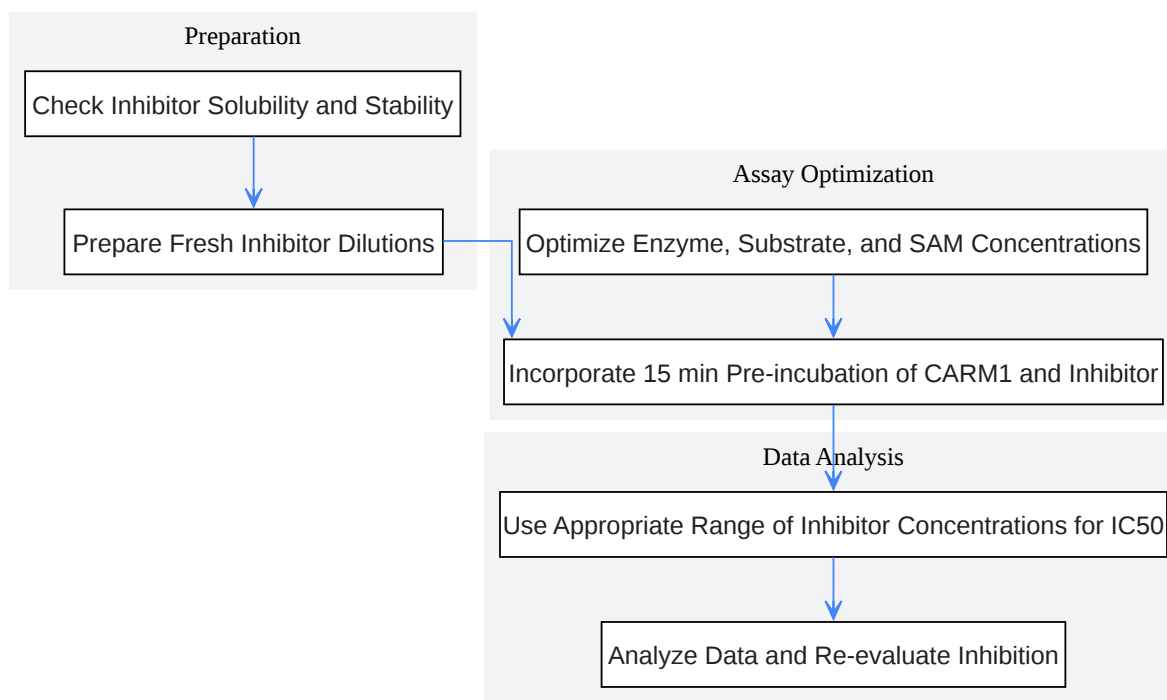 Preparation
Check Inhibitor Solubility and Stability
Prepare Fresh Inhibitor Dilutions
Assay Optimization
Optimize Enzyme, Substrate, and SAM Concentrations
Incorporate 15 min Pre-incubation of CARM1 and Inhibitor
Data Analysis
Use Appropriate Range of Inhibitor Concentrations for IC50
Analyze Data and Re-evaluate Inhibition